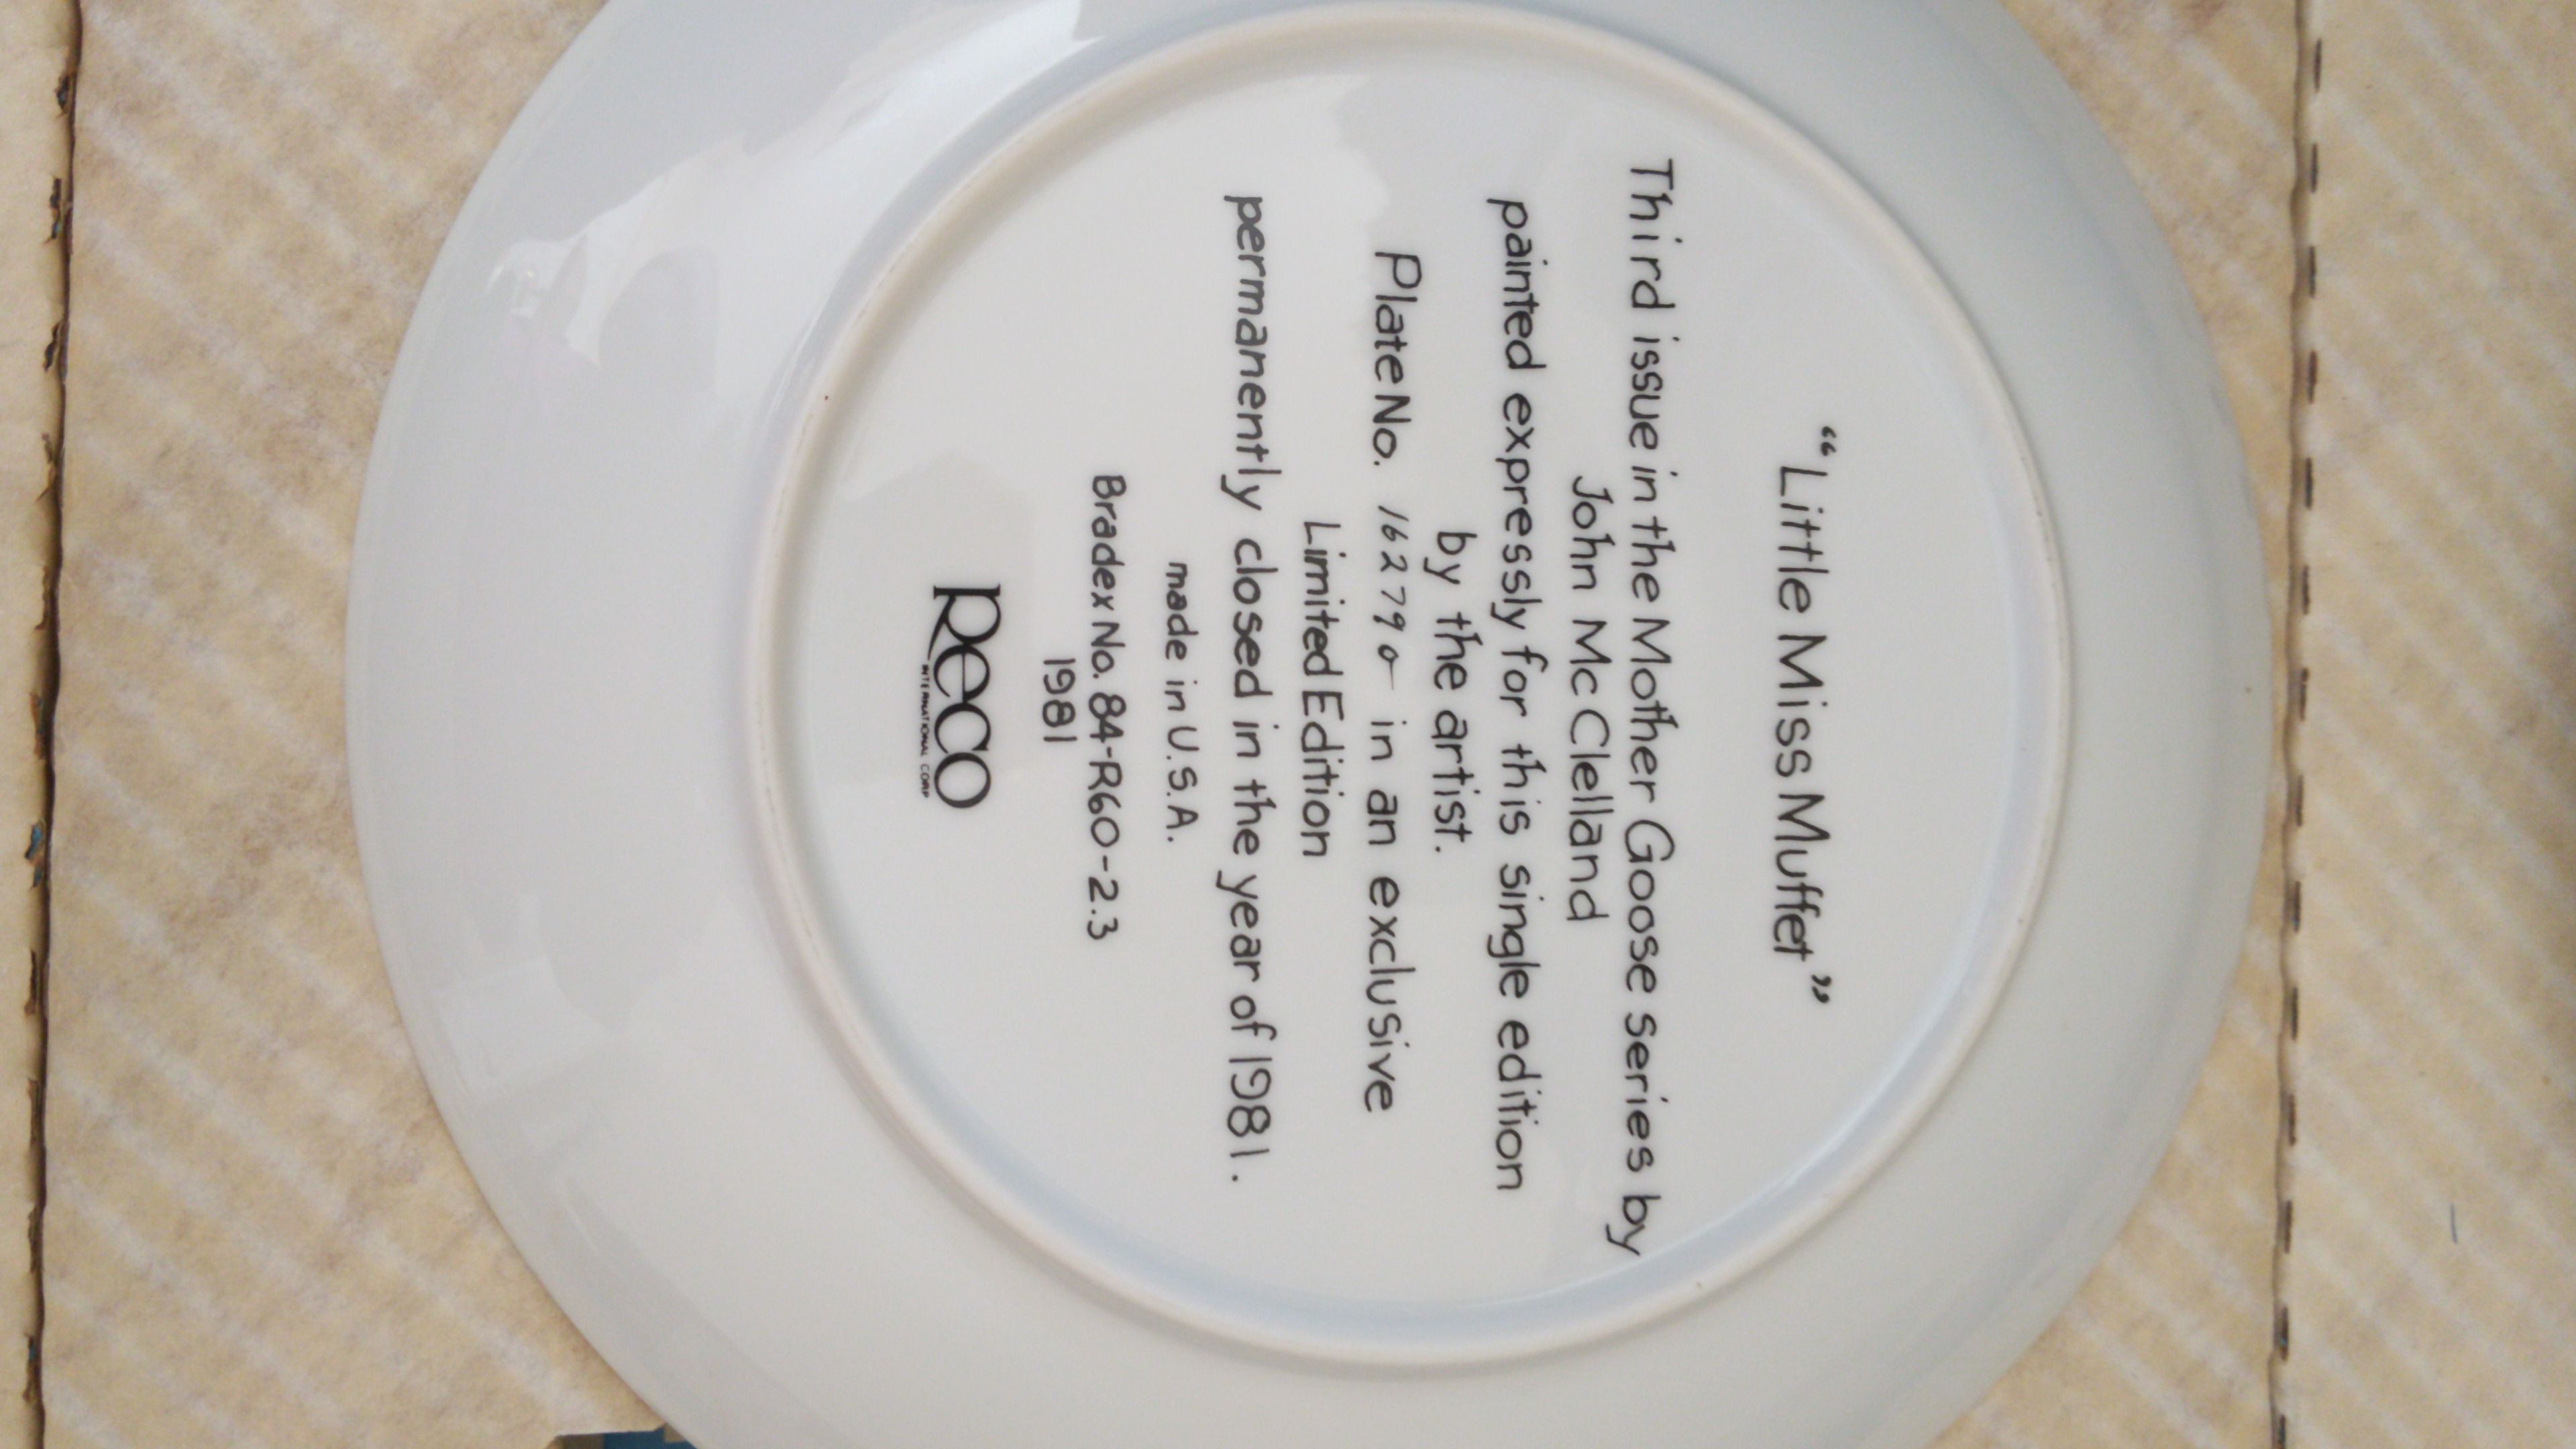 “Little Miss Muffet”
Third issue in the Mother Goose series by
John McClelland
painted expressly for this single edition
by the artist.
Plate No. 162790 in an exclusive
Limited Edition
permanently closed in the year of 1981.
made in U.S.A.
Bradex No. 84-R60-2.3
1981
Reco
INTERNATIONAL CORP